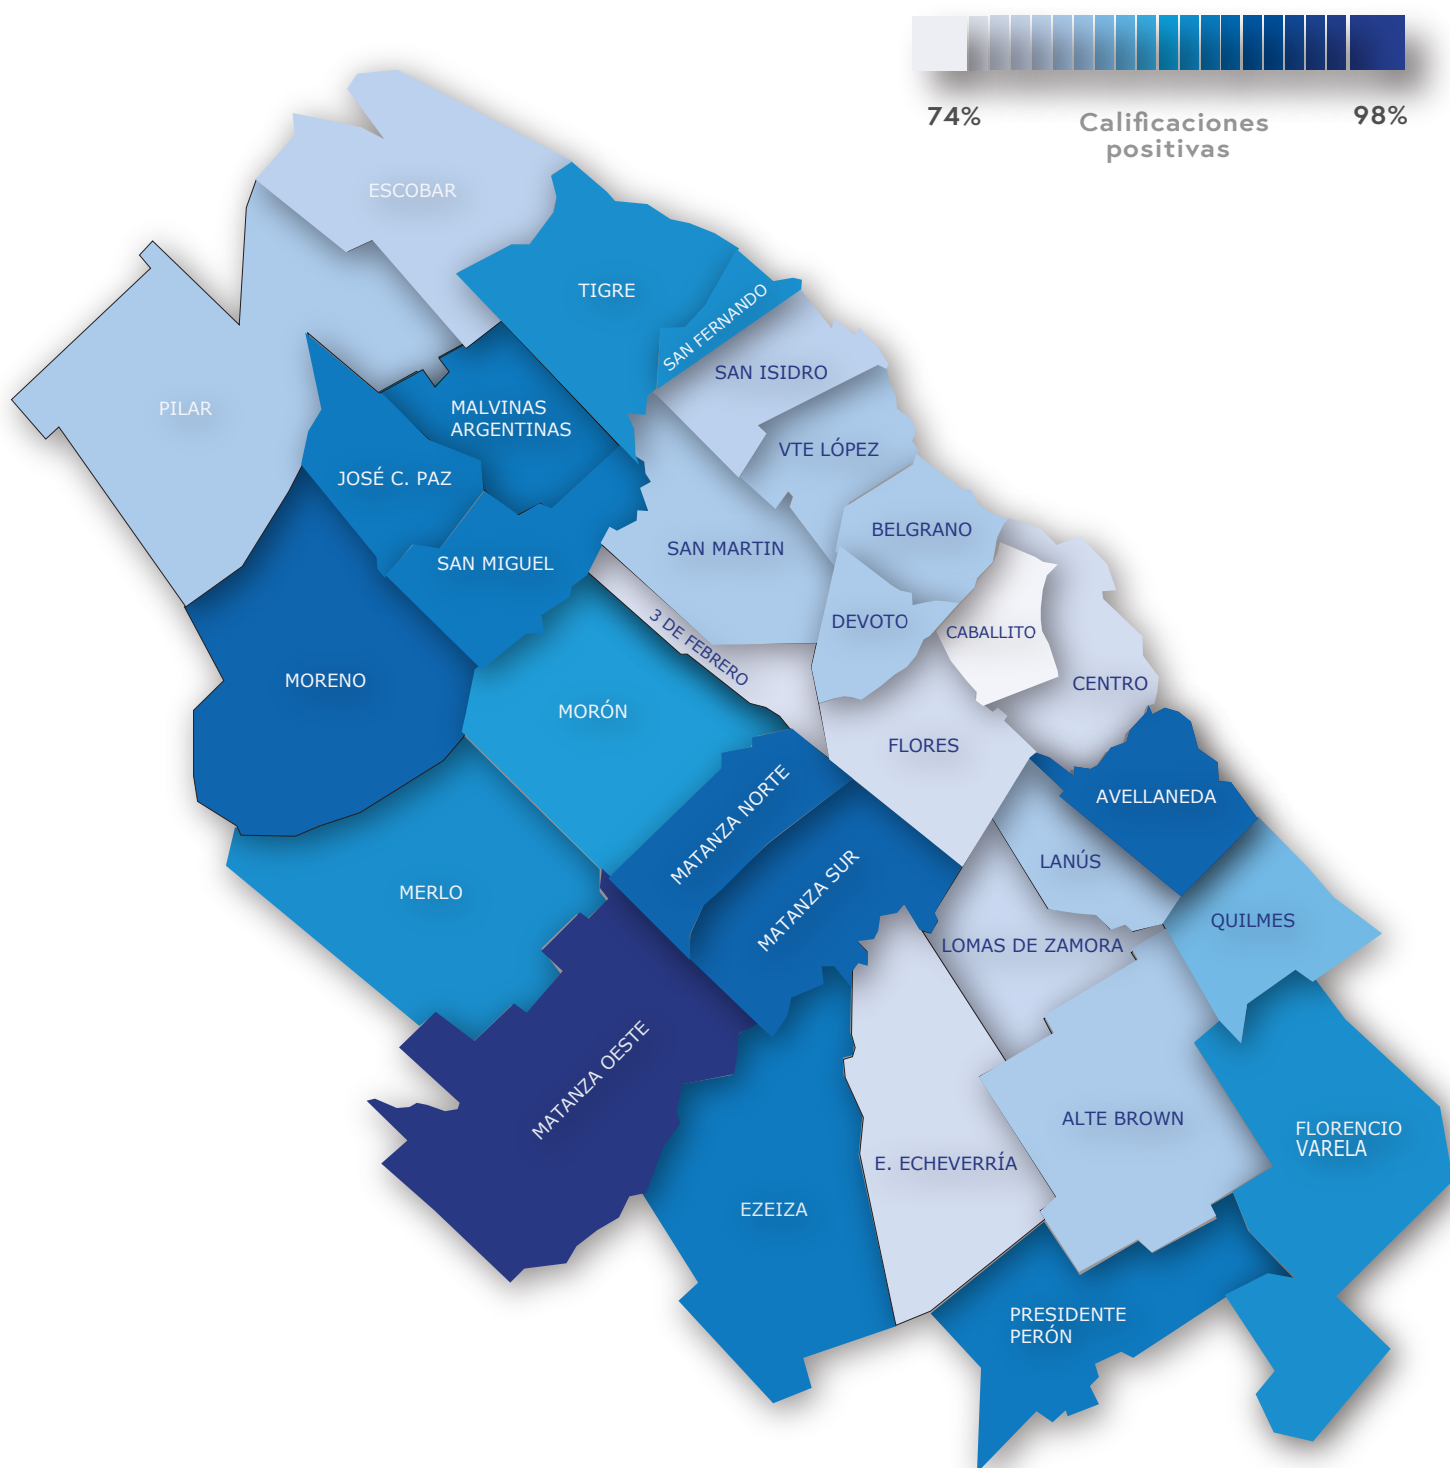 74%
98%
Calificaciones
positivas
ESCOBAR
TIGRE
SAN FERNANDO
SAN ISIDRO
PILAR
MALVINAS
ARGENTINAS
VTE LÓPEZ
JOSÉ C. PAZ
BELGRANO
SAN MARTIN
SAN MIGUEL
DEVOTO
CABALLITO
3 DE FEBRERO
MORENO
CENTRO
MORÓN
FLORES
AVELLANEDA
MATANZA NORTE
LANÚS
MERLO
MATANZA SUR
QUILMES
LOMAS DE ZAMORA
MATANZA OESTE
ALTE BROWN
FLORENCIO
VARELA
E. ECHEVERRÍA
EZEIZA
PRESIDENTE
PERÓN